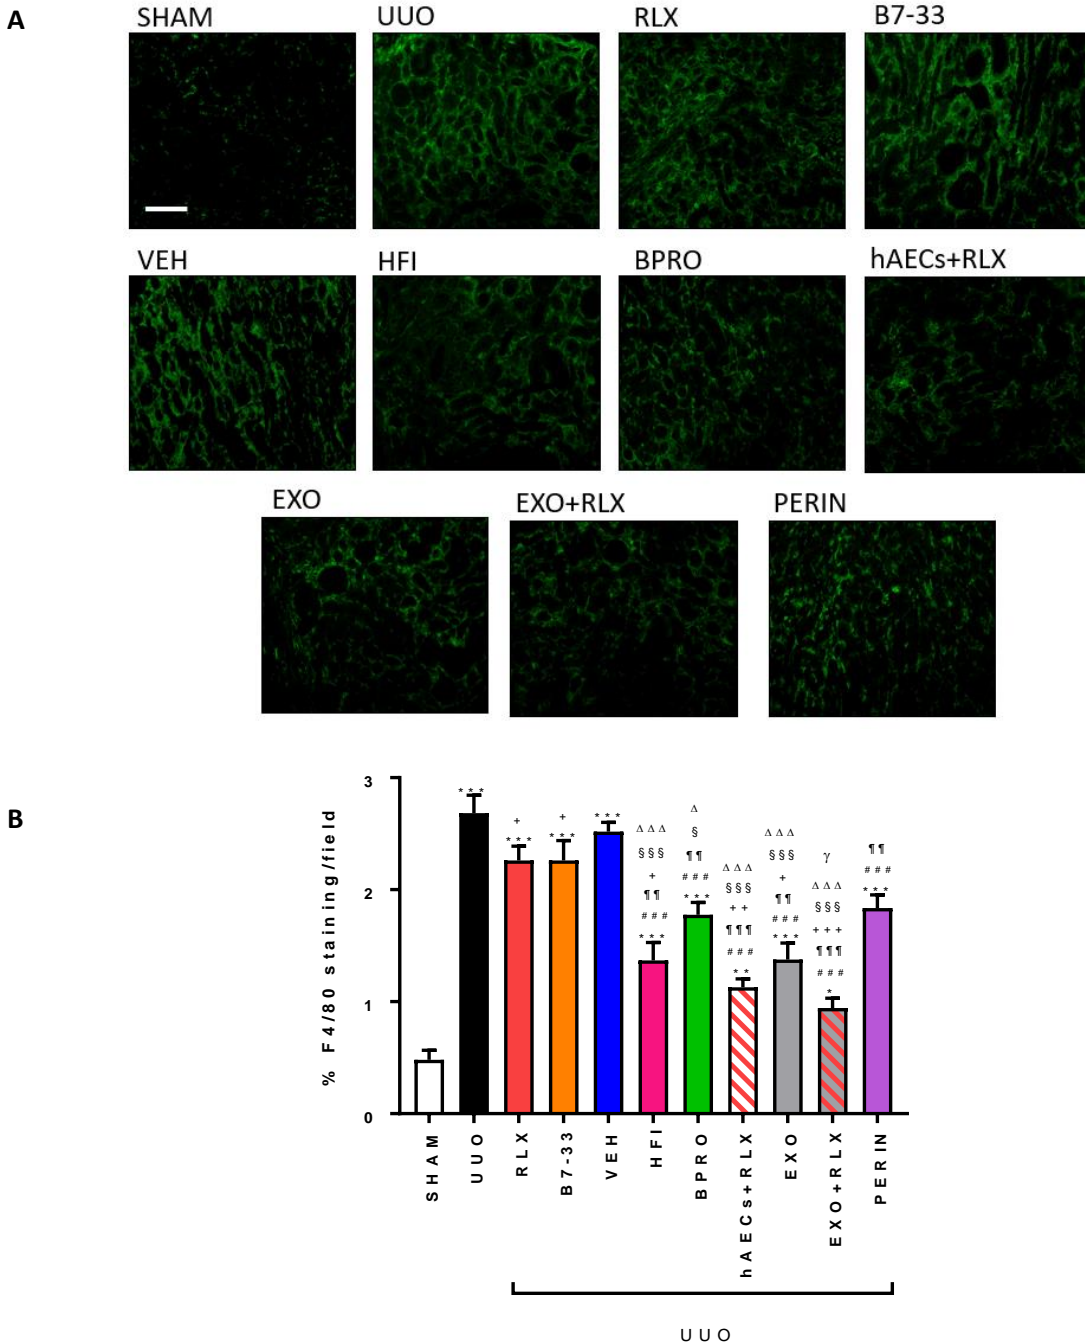 A
SHAM UUO RLX B7-33
VEH HFI BPRO hAECs+RLX
EXO EXO+RLX PERIN
B
% F4/80 staining/field
3
2
1
0
***
+
***
+
***
***
Δ Δ Δ
§§§
+
¶¶
###
***
Δ
§
¶¶
###
***
Δ Δ Δ
§§§
++
¶¶¶
###
**
Δ Δ Δ
§§§
+
¶¶
###
***
γ
Δ Δ Δ
§§§
+++
¶¶¶
###
*
¶¶
###
***
SHAM
UUO
RLX
B7-33
VEH
HFI
BPRO
hAECs+RLX
EXO
EXO+RLX
PERIN
UUO